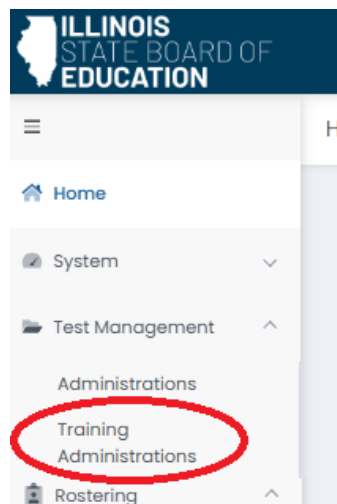 ILLINOIS
STATE BOARD OF
EDUCATION
H
Home
System
Test Management
Administrations
Training
Administrations
Rostering